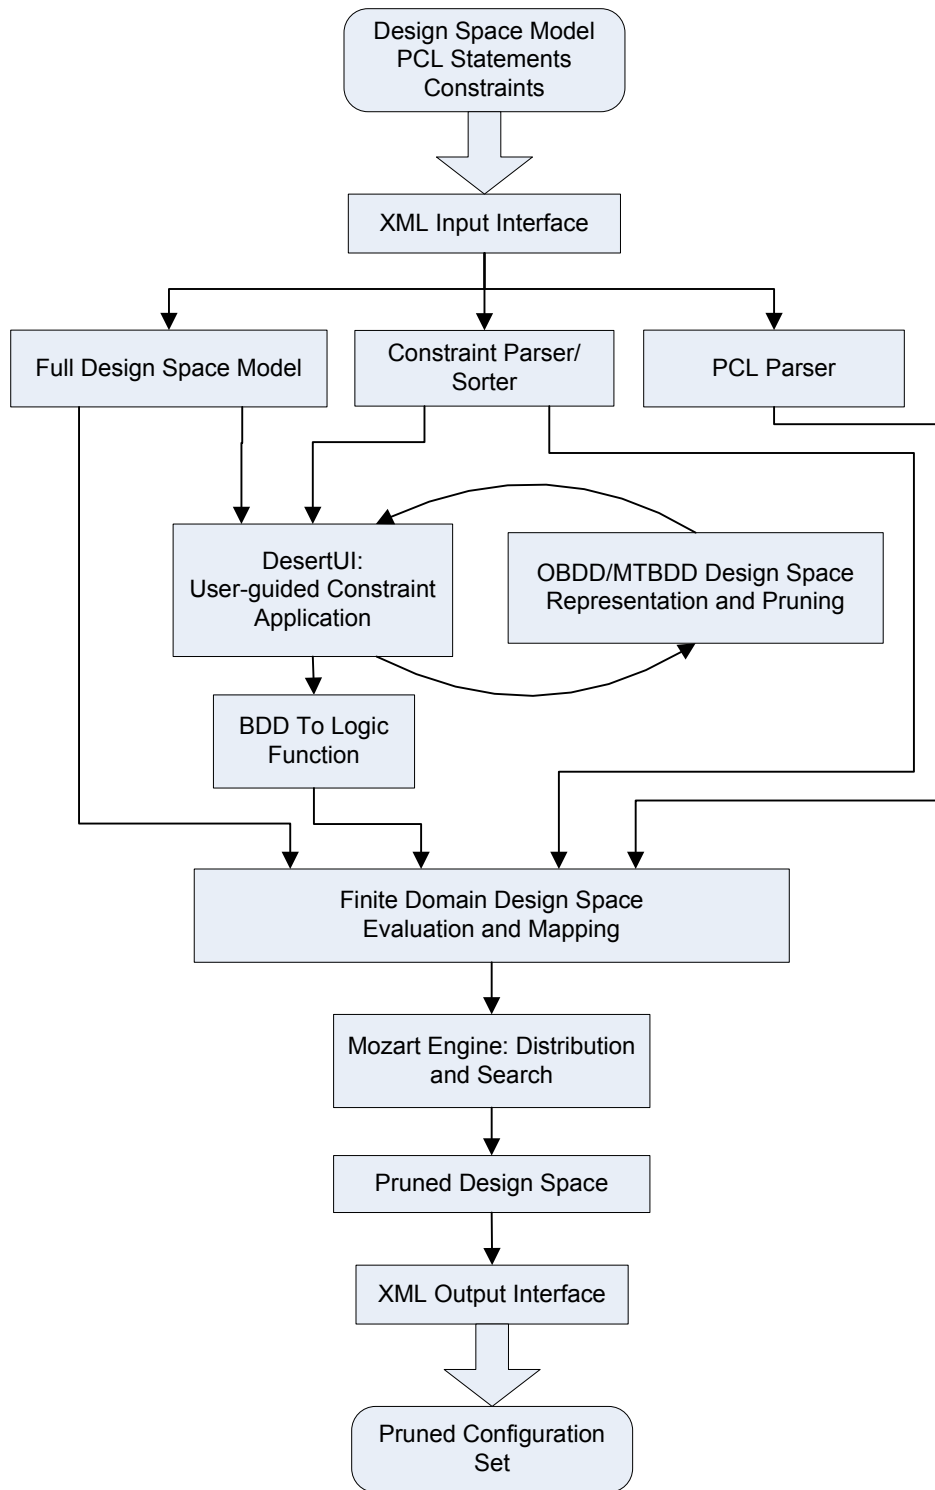 Design Space Model
PCL Statements
Constraints
XML Input Interface
Full Design Space Model
Constraint Parser/
Sorter
PCL Parser
DesertUI:
User-guided Constraint
Application
OBDD/MTBDD Design Space
Representation and Pruning
BDD To Logic
Function
Finite Domain Design Space
Evaluation and Mapping
Mozart Engine: Distribution
and Search
Pruned Design Space
XML Output Interface
Pruned Configuration
Set